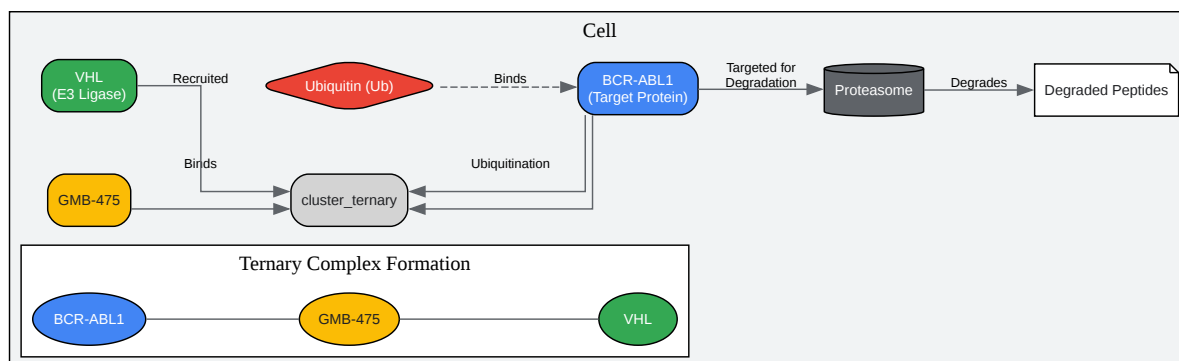 Cell
VHL
(E3 Ligase)
Recruited
Ubiquitin (Ub)
Binds
BCR-ABL1
(Target Protein)
Targeted for
Degradation
Proteasome
Degrades
Degraded Peptides
Binds
Ubiquitination
GMB-475
cluster_ternary
Ternary Complex Formation
BCR-ABL1
GMB-475
VHL